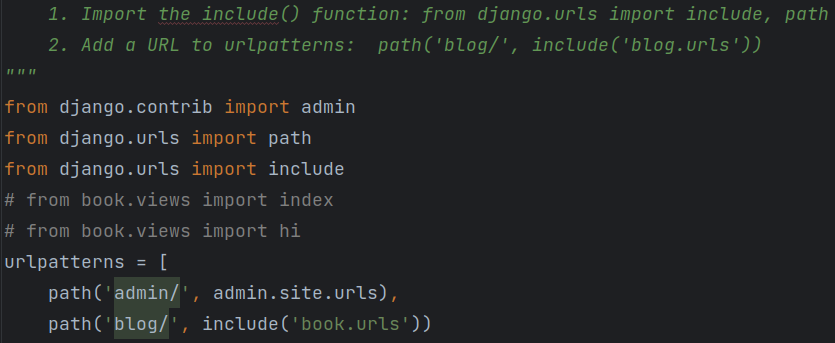 1. Import the include() function: from django.urls import include, path
2. Add a URL to urlpatterns:  path('blog/', include('blog.urls'))
"""
from django.contrib import admin
from django.urls import path
from django.urls import include
# from book.views import index
# from book.views import hi
urlpatterns = [
path('admin/', admin.site.urls),
path('blog/', include('book.urls'))